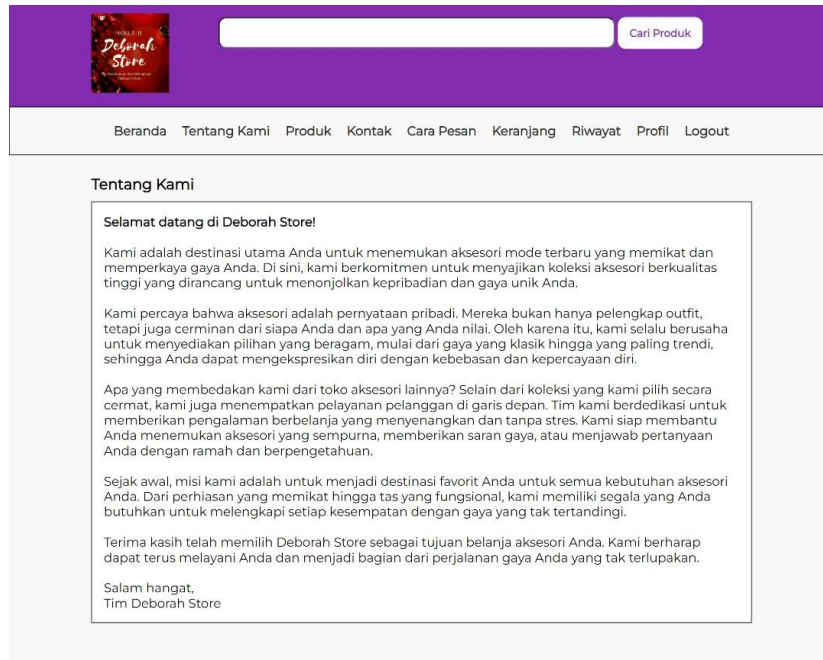 Deborah
Store
Cari Produk
Beranda Tentang Kami Produk Kontak Cara Pesan Keranjang Riwayat Profil Logout
Tentang Kami
Selamat datang di Deborah Store!
Kami adalah destinasi utama Anda untuk menemukan aksesori mode terbaru yang memikat dan
memperkaya gaya Anda. Di sini, kami berkomitmen untuk menyajikan koleksi aksesori berkualitas
tinggi yang dirancang untuk menonjolkan kepribadian dan gaya unik Anda.
Kami percaya bahwa aksesori adalah pernyataan pribadi. Mereka bukan hanya pelengkap outfit,
tetapi juga cerminan dari siapa Anda dan apa yang Anda nilai. Oleh karena itu, kami selalu berusaha
untuk menyediakan pilihan yang beragam, mulai dari gaya yang klasik hingga yang paling trendi,
sehingga Anda dapat mengekspresikan diri dengan kebebasan dan kepercayaan diri.
Apa yang membedakan kami dari toko aksesori lainnya? Selain dari koleksi yang kami pilih secara
cermat, kami juga menempatkan pelayanan pelanggan di garis depan. Tim kami berdedikasi untuk
memberikan pengalaman berbelanja yang menyenangkan dan tanpa stres. Kami siap membantu
Anda menemukan aksesori yang sempurna, memberikan saran gaya, atau menjawab pertanyaan
Anda dengan ramah dan berpengetahuan.
Sejak awal, misi kami adalah untuk menjadi destinasi favorit Anda untuk semua kebutuhan aksesori
Anda. Dari perhiasan yang memikat hingga tas yang fungsional, kami memiliki segala yang Anda
butuhkan untuk melengkapi setiap kesempatan dengan gaya yang tak tertandingi.
Terima kasih telah memilih Deborah Store sebagai tujuan belanja aksesori Anda. Kami berharap
dapat terus melayani Anda dan menjadi bagian dari perjalanan gaya Anda yang tak terlupakan.
Salam hangat,
Tim Deborah Store